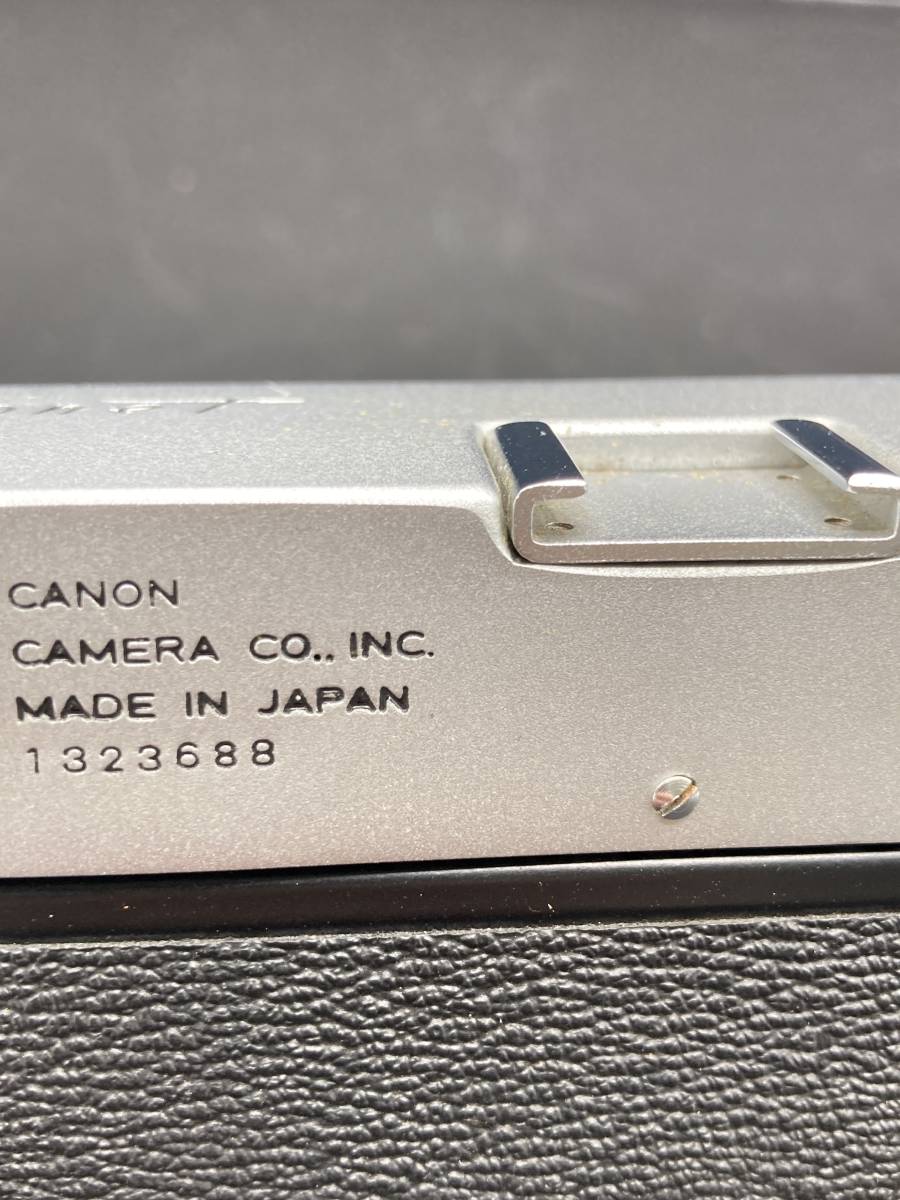 CANON
CAMERA CO., INC.
MADE IN JAPAN
1323688